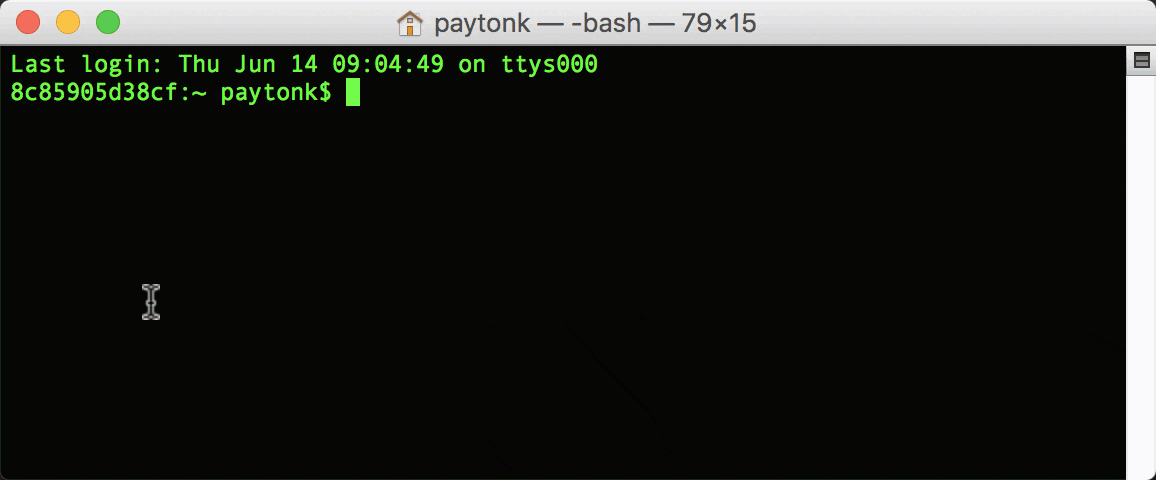 paytonk — -bash — 79×15
Last login: Thu Jun 14 09:04:49 on ttys000
8c85905d38cf:~ paytonk$